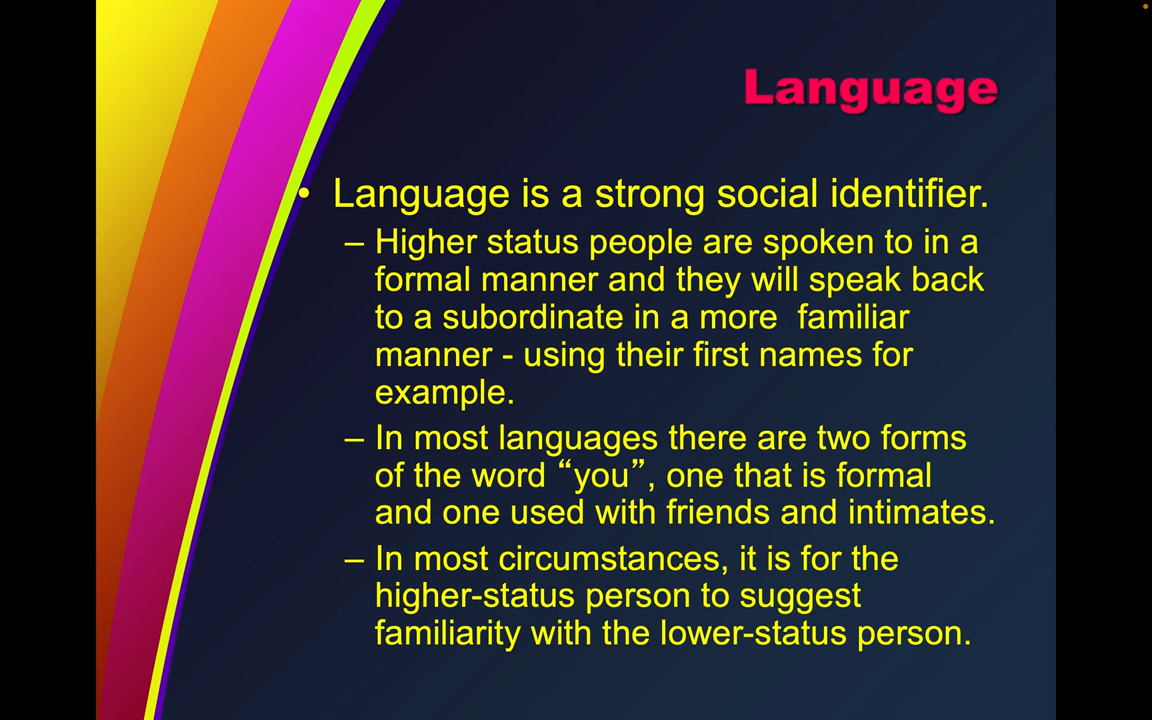 Language
• Language is a strong social identifier.
– Higher status people are spoken to in a
formal manner and they will speak back
to a subordinate in a more  familiar
manner - using their first names for
example.
– In most languages there are two forms
of the word “you”, one that is formal
and one used with friends and intimates.
– In most circumstances, it is for the
higher-status person to suggest
familiarity with the lower-status person.